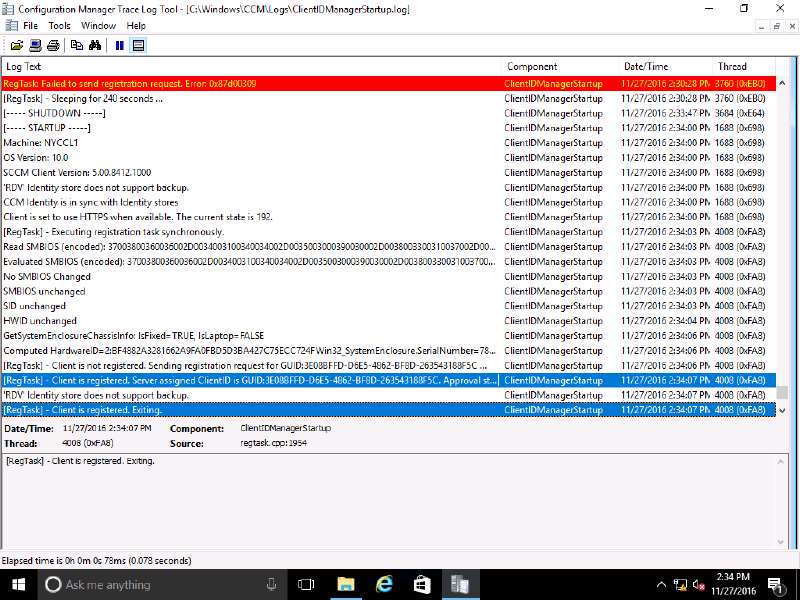 Configuration Manager Trace Log Tool - [C:\Windows\CCM\Logs\ClientIDManagerStartup.log]
File Tools Window Help
Log Text Component Date/Time Thread
RegTask: Failed to send registration request. Error: 0x87d00309 ClientIDManagerStartup 11/27/2016 2:30:28 PM 3760 (0xEB0)
[RegTask] - Sleeping for 240 seconds ... ClientIDManagerStartup 11/27/2016 2:30:28 PM 3760 (0xEB0)
[----- SHUTDOWN -----] ClientIDManagerStartup 11/27/2016 2:33:47 PM 3684 (0xE64)
[----- STARTUP -----] ClientIDManagerStartup 11/27/2016 2:34:00 PM 1688 (0x698)
Machine: NYCCL1 ClientIDManagerStartup 11/27/2016 2:34:00 PM 1688 (0x698)
OS Version: 10.0 ClientIDManagerStartup 11/27/2016 2:34:00 PM 1688 (0x698)
SCCM Client Version: 5.00.8412.1000 ClientIDManagerStartup 11/27/2016 2:34:00 PM 1688 (0x698)
'RDV' Identity store does not support backup. ClientIDManagerStartup 11/27/2016 2:34:00 PM 1688 (0x698)
CCM Identity is in sync with Identity stores ClientIDManagerStartup 11/27/2016 2:34:00 PM 1688 (0x698)
Client is set to use HTTPS when available. The current state is 192. ClientIDManagerStartup 11/27/2016 2:34:00 PM 1688 (0x698)
[RegTask] - Executing registration task synchronously. ClientIDManagerStartup 11/27/2016 2:34:03 PM 4008 (0xFA8)
Read SMBIOS (encoded): ClientIDManagerStartup 11/27/2016 2:34:03 PM 4008 (0xFA8)
Evaluated SMBIOS (encoded): ClientIDManagerStartup 11/27/2016 2:34:03 PM 4008 (0xFA8)
No SMBIOS Changed ClientIDManagerStartup 11/27/2016 2:34:03 PM 4008 (0xFA8)
SMBIOS unchanged ClientIDManagerStartup 11/27/2016 2:34:03 PM 4008 (0xFA8)
SID unchanged ClientIDManagerStartup 11/27/2016 2:34:03 PM 4008 (0xFA8)
HWID unchanged ClientIDManagerStartup 11/27/2016 2:34:04 PM 4008 (0xFA8)
GetSystemEnclosureChassisInfo: IsFixed=TRUE, IsLaptop=FALSE ClientIDManagerStartup 11/27/2016 2:34:06 PM 4008 (0xFA8)
Computed HardwareID=2:BF4882A3281662A9FA0FBD5D3BA427C75ECC724FWin32_SystemEnclosure.SerialNumber=78... ClientIDManagerStartup 11/27/2016 2:34:06 PM 4008 (0xFA8)
[RegTask] - Client is not registered. Sending registration request for GUID:3E08BFFD-D6E5-4862-BF8D-263543188F5C ... ClientIDManagerStartup 11/27/2016 2:34:06 PM 4008 (0xFA8)
[RegTask] - Client is registered. Server assigned ClientID is GUID:3E08BFFD-D6E5-4862-BF8D-263543188F5C. Approval st... ClientIDManagerStartup 11/27/2016 2:34:07 PM 4008 (0xFA8)
'RDV' Identity store does not support backup. ClientIDManagerStartup 11/27/2016 2:34:07 PM 4008 (0xFA8)
[RegTask] - Client is registered. Exiting. ClientIDManagerStartup 11/27/2016 2:34:07 PM 4008 (0xFA8)
Date/Time: 11/27/2016 2:34:07 PM Component: ClientIDManagerStartup
Thread: 4008 (0xFA8) Source: regtask.cpp:1954
[RegTask] - Client is registered. Exiting.
Elapsed time is 0h 0m 0s 78ms (0.078 seconds)
Ask me anything
2:34 PM
11/27/2016
1